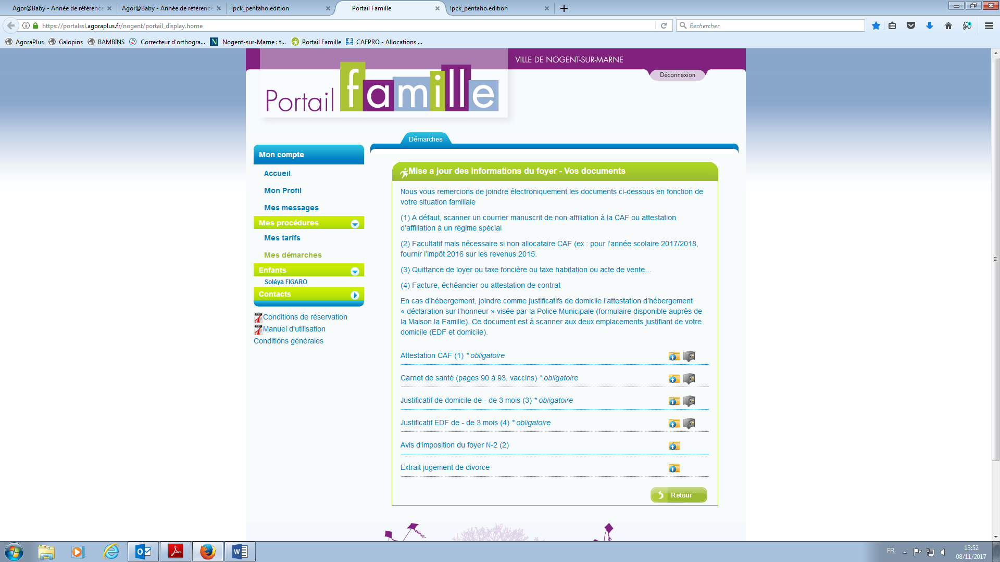 Agor@Baby - Année de référence
Agor@Baby - Année de référence
!pck_pentaho.edition
Portail Famille
!pck_pentaho.edition
https://portalssl.agoraplus.fr/nogent/portail_display.home
Rechercher
AgoraPlus
Galopins
BAMBINS
Correcteur d'orthogra...
Nogent-sur-Marne : t...
Portail Famille
CAFPRO - Allocations ...
VILLE DE NOGENT-SUR-MARNE
Déconnexion
Portail famille
Démarches
Mon compte
Accueil
Mon Profil
Mes messages
Mes procédures
Mes tarifs
Mes démarches
Enfants
Soléya FIGARO
Contacts
Conditions de réservation
Manuel d'utilisation
Conditions générales
Mise a jour des informations du foyer - Vos documents
Nous vous remercions de joindre électroniquement les documents ci-dessous en fonction de
votre situation familiale
(1) A défaut, scanner un courrier manuscrit de non affiliation à la CAF ou attestation
d'affiliation à un régime spécial
(2) Facultatif mais nécessaire si non allocataire CAF (ex : pour l'année scolaire 2017/2018,
fournir l'impôt 2016 sur les revenus 2015.
(3) Quittance de loyer ou taxe foncière ou taxe habitation ou acte de vente…
(4) Facture, échéancier ou attestation de contrat
En cas d'hébergement, joindre comme justificatifs de domicile l'attestation d'hébergement
« déclaration sur l'honneur » visée par la Police Municipale (formulaire disponible auprès de
la Maison la Famille). Ce document est à scanner aux deux emplacements justifiant de votre
domicile (EDF et domicile).
Attestation CAF (1) * obligatoire
Carnet de santé (pages 90 à 93, vaccins) * obligatoire
Justificatif de domicile de - de 3 mois (3) * obligatoire
Justificatif EDF de - de 3 mois (4) * obligatoire
Avis d'imposition du foyer N-2 (2)
Extrait jugement de divorce
Retour
FR
13:52
08/11/2017